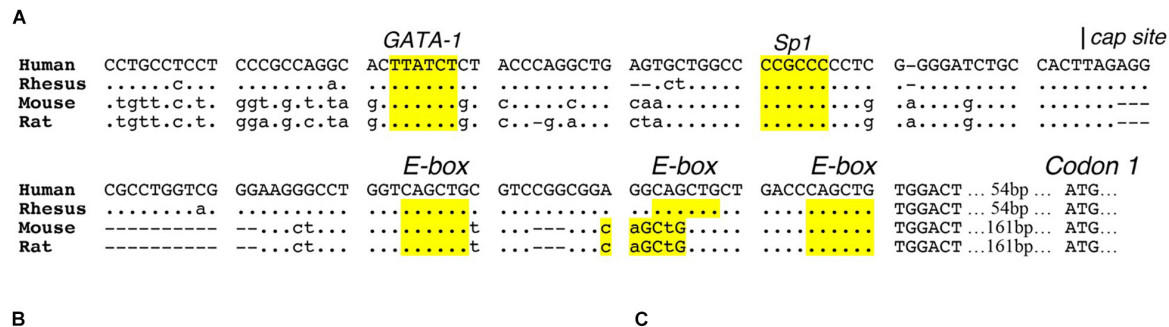 A
GATA-1 Sp1 | cap site
Human CCTGCCTCCT CCCGCCAGGC ACTTATCTCT ACCCAGGCTG AGTGCTGGCC CCGCCCCCTC G-GGGATCTGC CACTTAGAGG
Rhesus ......c... .......a.. .......... .......... --.ct..... .......... .-......... ..........
Mouse .tgtt.c.t. ggt.g.t.ta g........g. c.....c... caa....... .........g .a....g.... .......---
Rat .tgtt.c.t. gga.g.c.ta g........g. c..-g.a... cta....... .........g .a....g.... .......---
E-box E-box E-box Codon 1
Human CGCCTGGTCG GGAAGGGCCT GGTCAGCTGC GTCCGGCGGA GGCAGCTGCT GACCCAGCTG TGGACT ... 54bp ... ATG...
Rhesus ........a. .......... .......... .......... .......... .......... TGGACT ... 54bp ... ATG...
Mouse ---------- --...ct... .........t ...---...c aGCtG..... .......... TGGACT ...161bp... ATG...
Rat ---------- --...ct... .........t ...---...c aGCtG..... .......... TGGACT ...161bp... ATG...
B C